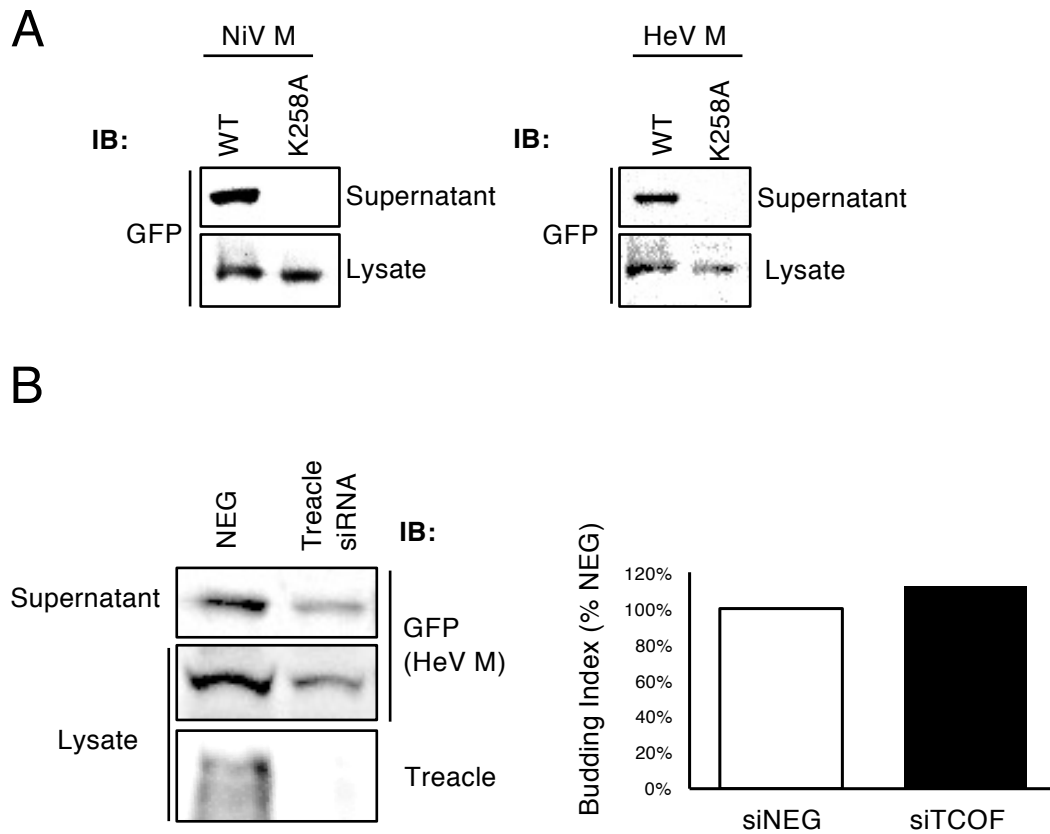 A
NiV M
HeV M
IB:
WT
K258A
IB:
WT
K258A
GFP
Supernatant
Lysate
GFP
Supernatant
Lysate
B
NEG
Treacle
siRNA
IB:
Supernatant
GFP
(HeV M)
Lysate
Treacle
Budding Index (% NEG)
120%
100%
80%
60%
40%
20%
0%
siNEG
siTCOF